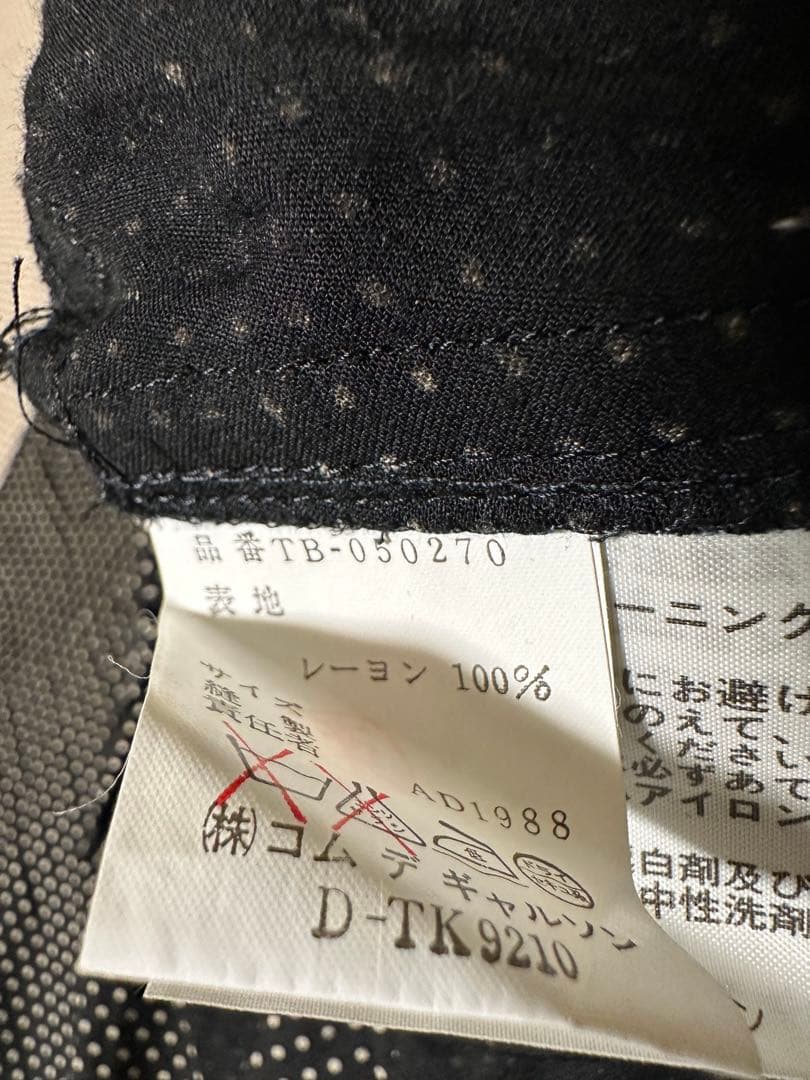 品番TB-050270
表地
レーヨン 100%
サイズ
縫製
責任者
AD1988
(株)コム デ ギャルソン
D-TK9210
ーニング
にお避け
のえてい
く だ さ
必ずあて
アイロン
白剤及び
中性洗剤
ン